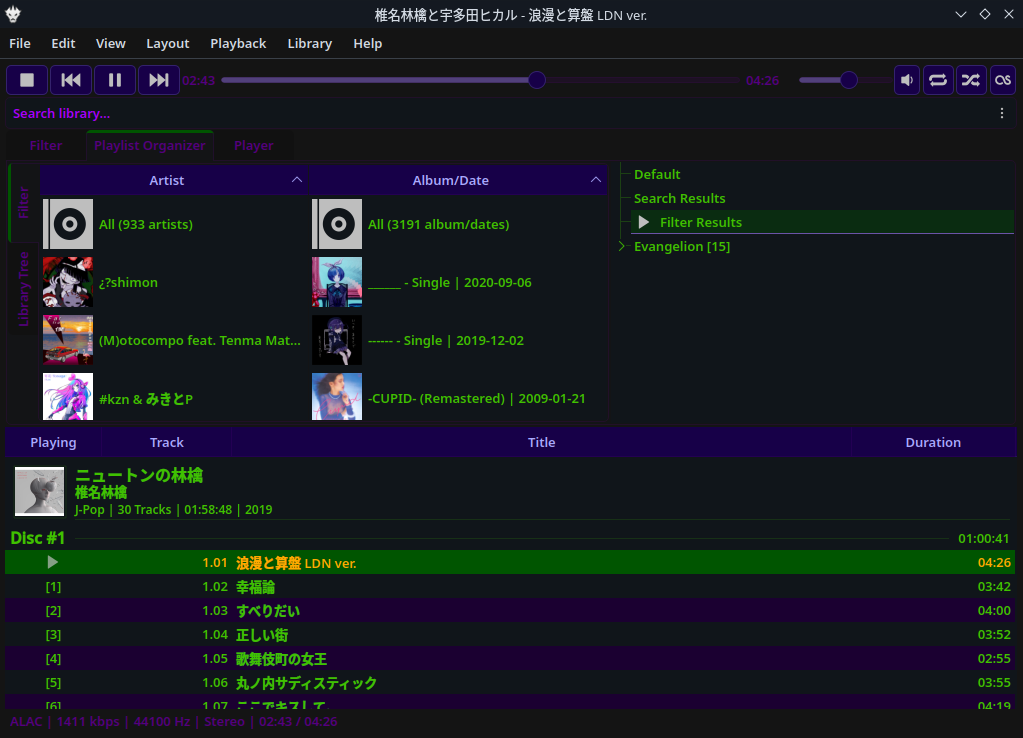 椎名林檎と宇多田ヒカル - 浪漫と算盤 LDN ver.
File Edit View Layout Playback Library Help
02:43 04:26
Search library...
Filter Playlist Organizer Player
Filter
Library Tree
Artist Album/Date
All (933 artists) All (3191 album/dates)
¿?shimon ______ - Single | 2020-09-06
(M)otocompo feat. Tenma Mat... ------ - Single | 2019-12-02
#kzn & みきとP -CUPID- (Remastered) | 2009-01-21
Default
Search Results
Filter Results
Evangelion [15]
Playing Track Title Duration
ニュートンの林檎
椎名林檎
J-Pop | 30 Tracks | 01:58:48 | 2019
Disc #1 01:00:41
1.01 浪漫と算盤 LDN ver. 04:26
[1] 1.02 幸福論 03:42
[2] 1.03 すべりだい 04:00
[3] 1.04 正しい街 03:52
[4] 1.05 歌舞伎町の女王 02:55
[5] 1.06 丸ノ内サディスティック 03:55
[6] 1.07 ここでキスして。 04:19
ALAC | 1411 kbps | 44100 Hz | Stereo | 02:43 / 04:26